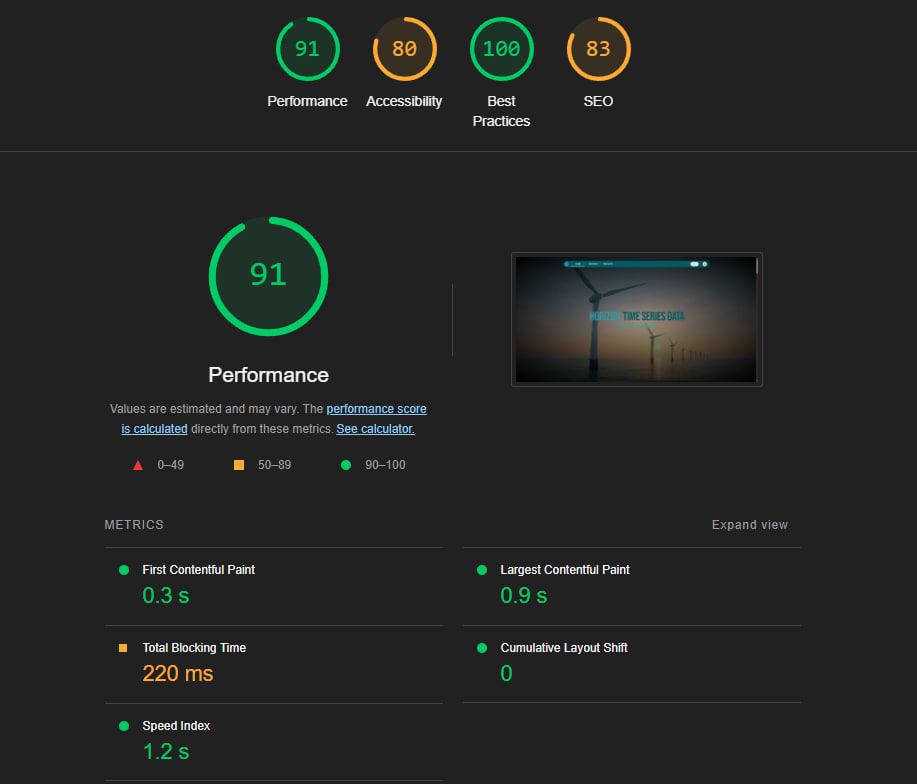 91
80
100
83
Performance
Accessibility
Best
Practices
SEO
91
HORIZON TIME SERIES DATA
Performance
Values are estimated and may vary. The performance score
is calculated directly from these metrics. See calculator.
0–49
50–89
90–100
METRICS
Expand view
First Contentful Paint
0.3 s
Largest Contentful Paint
0.9 s
Total Blocking Time
220 ms
Cumulative Layout Shift
0
Speed Index
1.2 s